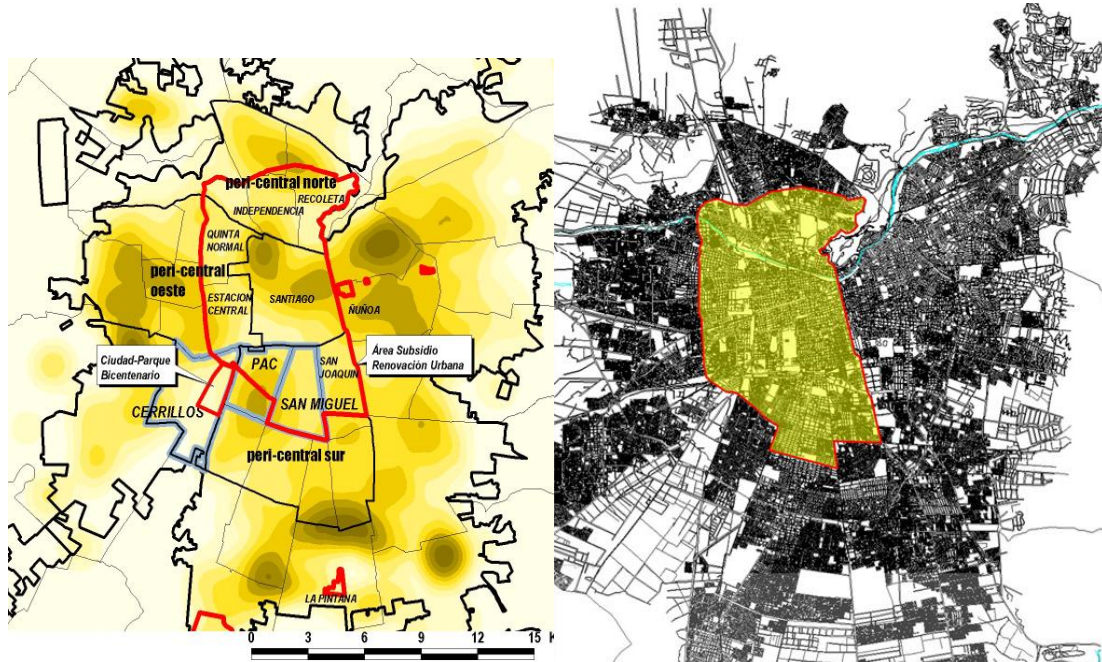 peri-central norte
RECOLETA
INDEPENDENCIA
QUINTA
NORMAL
peri-central
oeste
ESTACION
CENTRAL
SANTIAGO
ÑUÑOA
Ciudad-Parque
Bicentenario
PAC
SAN
JOAQUIN
Área Subsidio
Renovación Urbana
CERRILLOS
SAN MIGUEL
peri-central sur
LA PINTANA
0 3 6 9 12 15 K